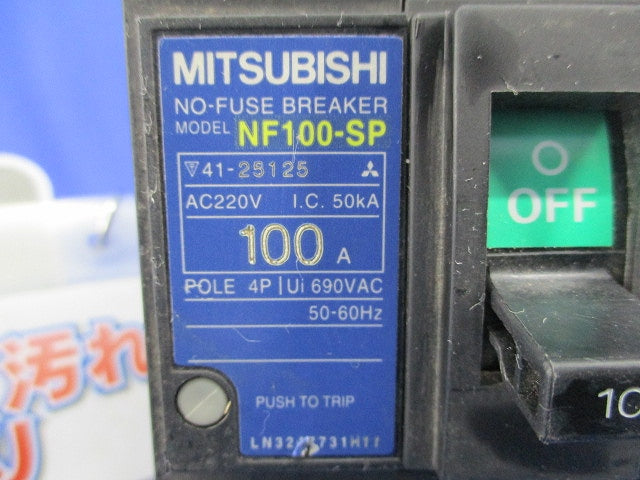 MITSUBISHI
NO-FUSE BREAKER
MODEL NF100-SP
41-25125
AC220V I.C. 50kA
100 A
POLE 4P Ui 690VAC
50-60Hz
PUSH TO TRIP
OFF
10
汚れ